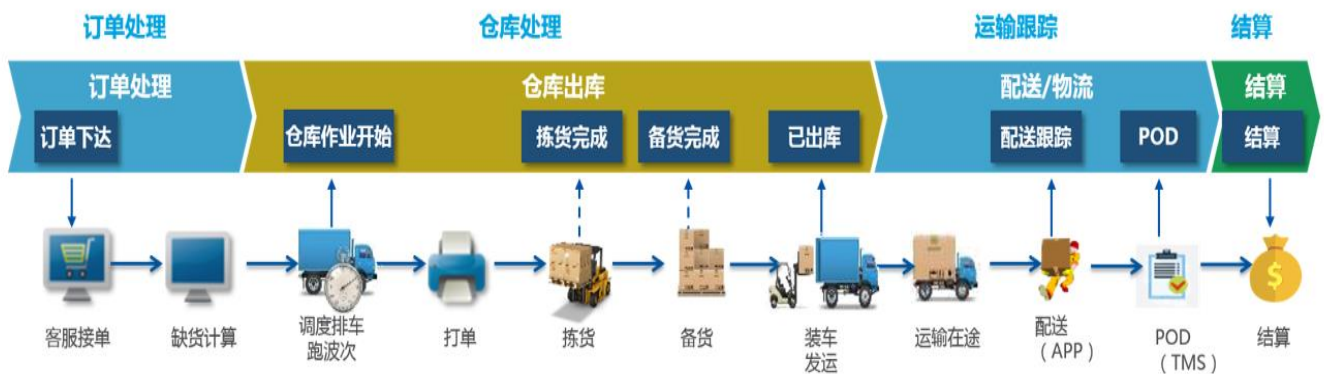 订单处理
仓库处理
运输跟踪
结算
订单处理
仓库出库
配送/物流
结算
订单下达
仓库作业开始
拣货完成
备货完成
已出库
配送跟踪
POD
结算
$
客服接单
缺货计算
调度排车
跑波次
打单
拣货
备货
装车
发运
运输在途
配送
（APP）
POD
（TMS）
结算